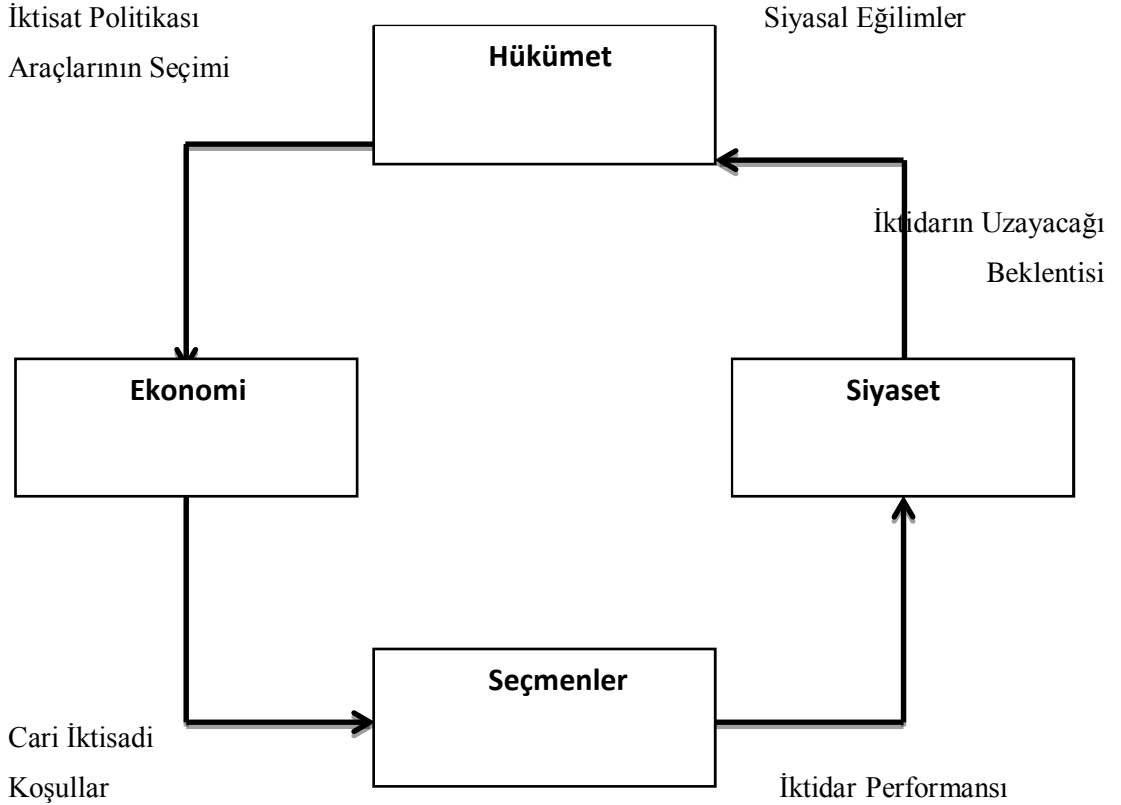 İktisat Politikası
Araçlarının Seçimi
Hükümet
Siyasal Eğilimler
İktidarın Uzayacağı
Beklentisi
Ekonomi
Siyaset
Seçmenler
Cari İktisadi
Koşullar
İktidar Performansı